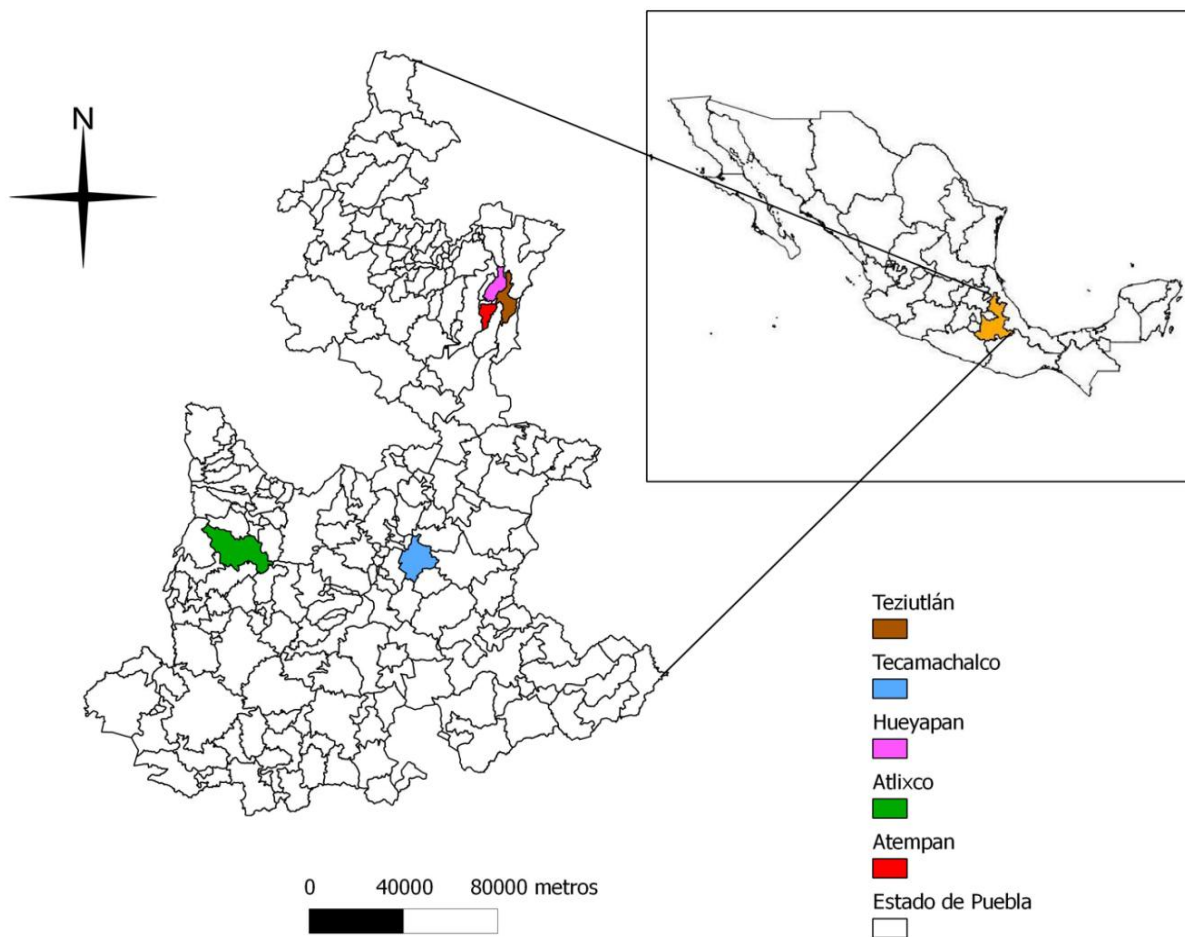 N
Teziutlán
Tecamachalco
Hueyapan
Atlixco
Atempan
Estado de Puebla
0 40000 80000 metros